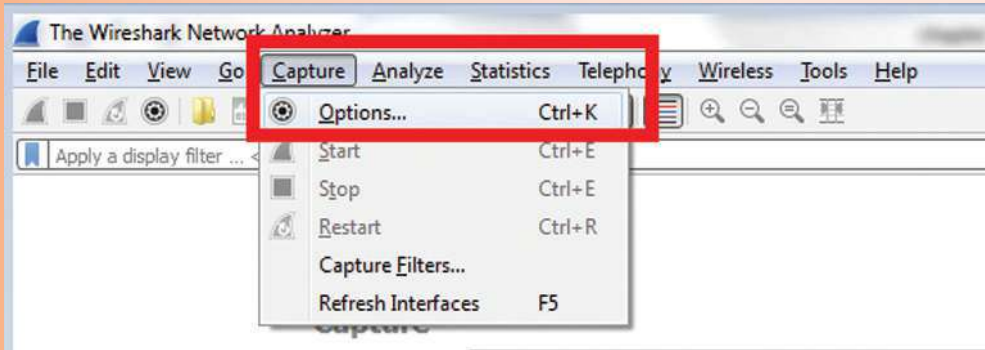 The Wireshark Network Analyzer
File Edit View Go Capture Analyze Statistics Telephony Wireless Tools Help
Options... Ctrl+K
Apply a display filter ... <
Start Ctrl+E
Stop Ctrl+E
Restart Ctrl+R
Capture Filters...
Refresh Interfaces F5
Capture